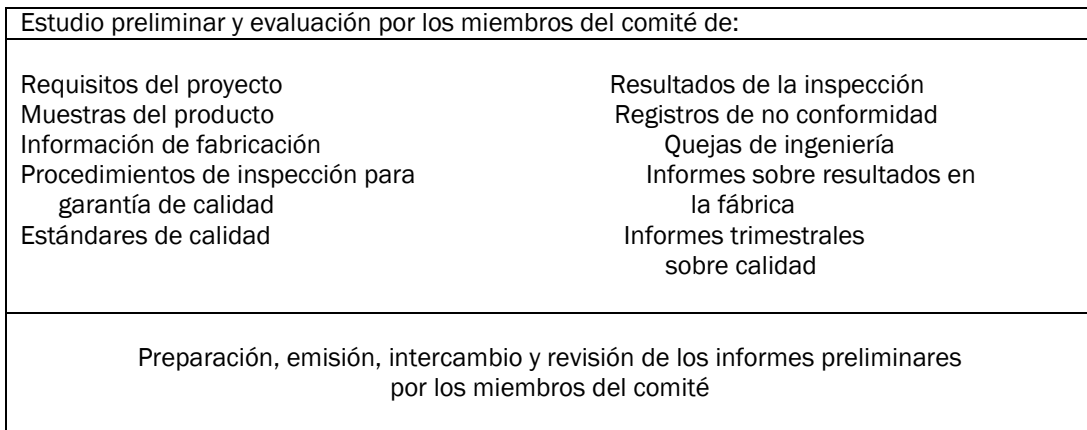 Estudio preliminar y evaluación por los miembros del comité de:
Requisitos del proyecto
Muestras del producto
Información de fabricación
Procedimientos de inspección para
garantía de calidad
Estándares de calidad
Resultados de la inspección
Registros de no conformidad
Quejas de ingeniería
Informes sobre resultados en
la fábrica
Informes trimestrales
sobre calidad
Preparación, emisión, intercambio y revisión de los informes preliminares
por los miembros del comité